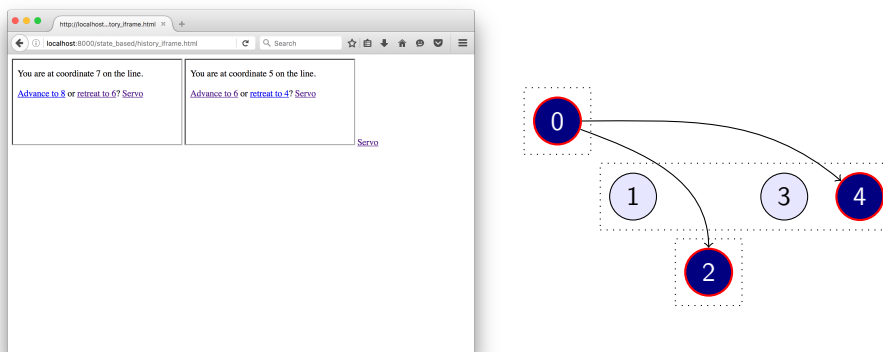 http://localhost...tory_iframe.html × +
localhost:8000/state_based/history_iframe.html
Search
You are at coordinate 7 on the line.
Advance to 8 or retreat to 6? Servo
You are at coordinate 5 on the line.
Advance to 6 or retreat to 4? Servo
Servo
0
1
3
4
2